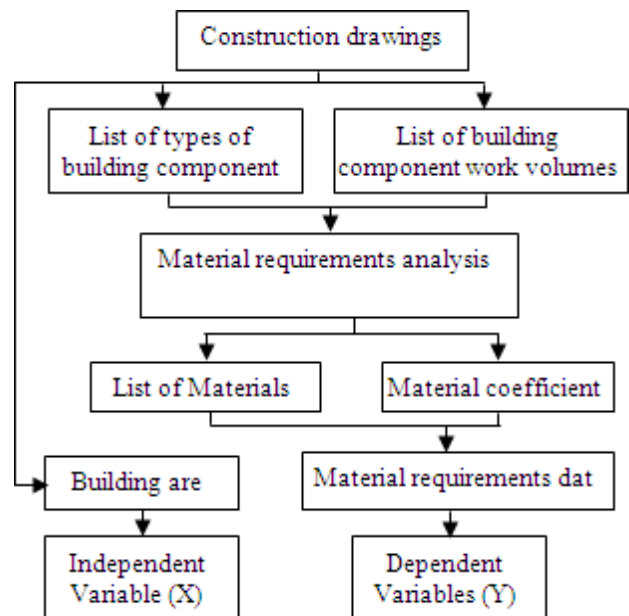 Construction drawings
List of types of
building component
List of building
component work volumes
Material requirements analysis
List of Materials
Material coefficient
Building are
Material requirements dat
Independent
Variable (X)
Dependent
Variables (Y)